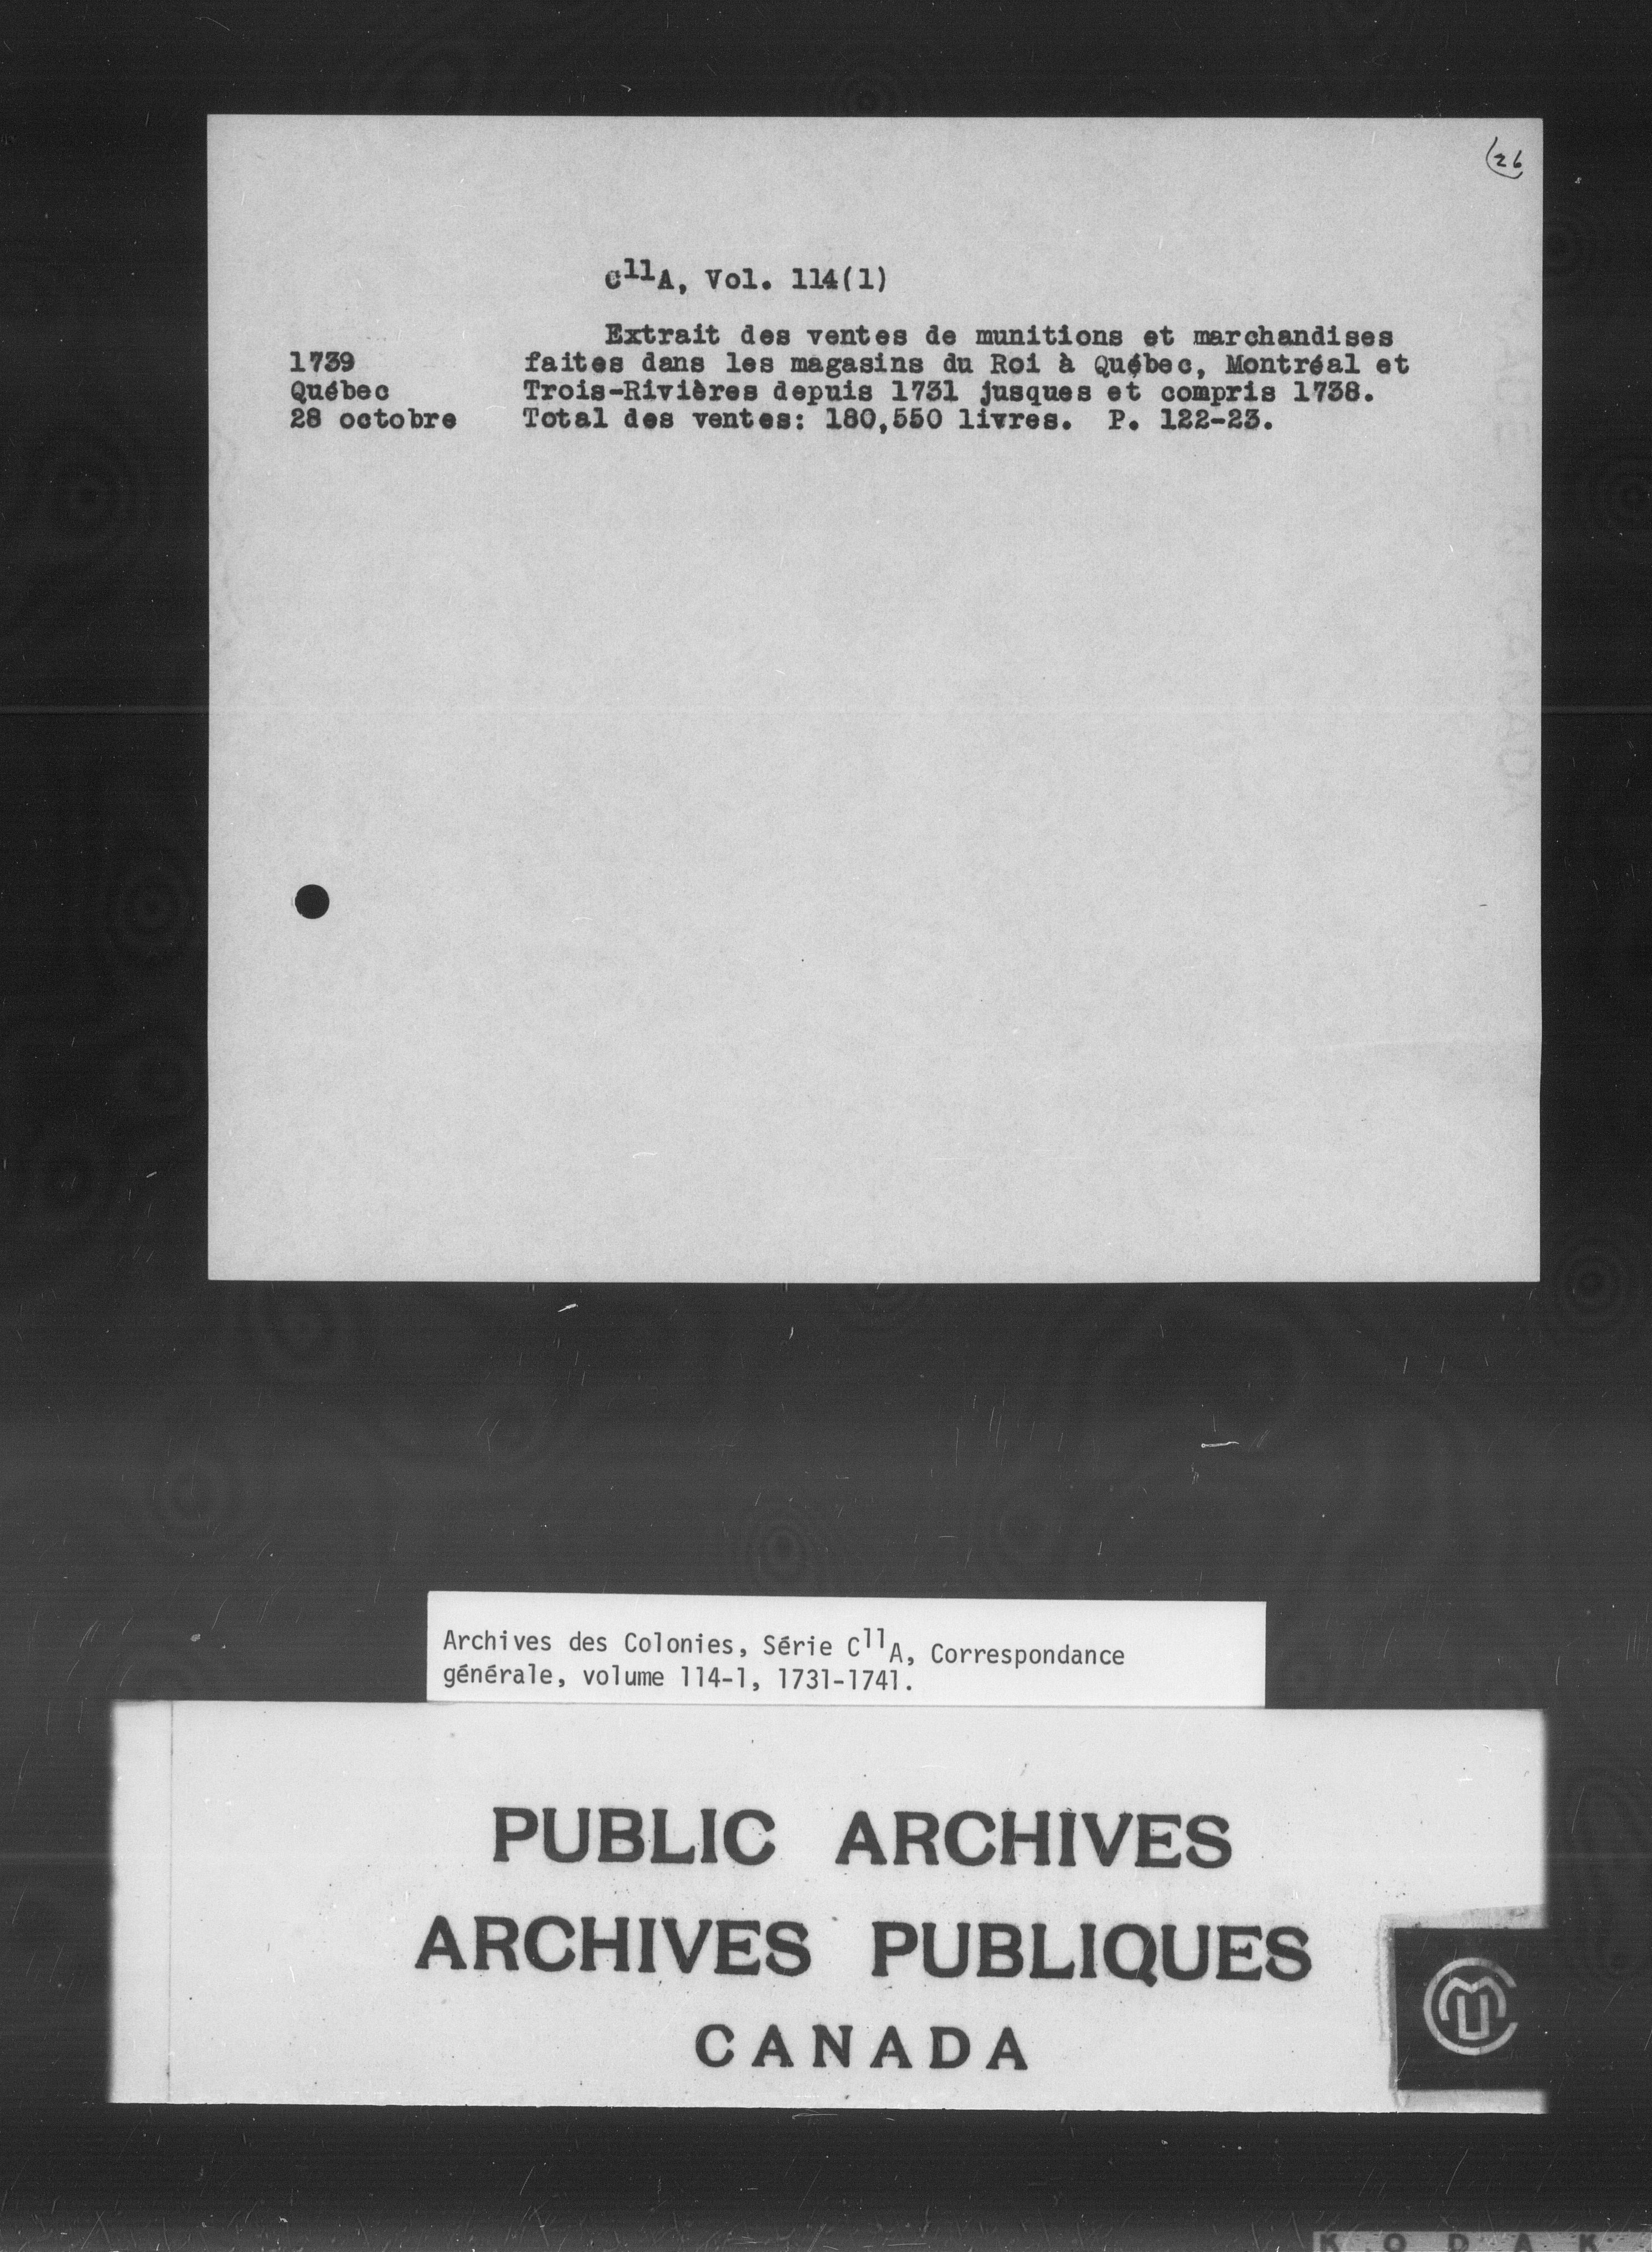 26
C11A, Vol. 114(1)
Extrait des ventes de munitions et marchandises
1739 faites dans les magasins du Roi à Québec, Montréal et
Québec Trois-Rivières depuis 1731 jusques et compris 1738.
28 octobre Total des ventes: 180,550 livres. P. 122-23.
Archives des Colonies, Série C11A, Correspondance
générale, volume 114-1, 1731-1741.
PUBLIC ARCHIVES
ARCHIVES PUBLIQUES
CANADA
KODAK